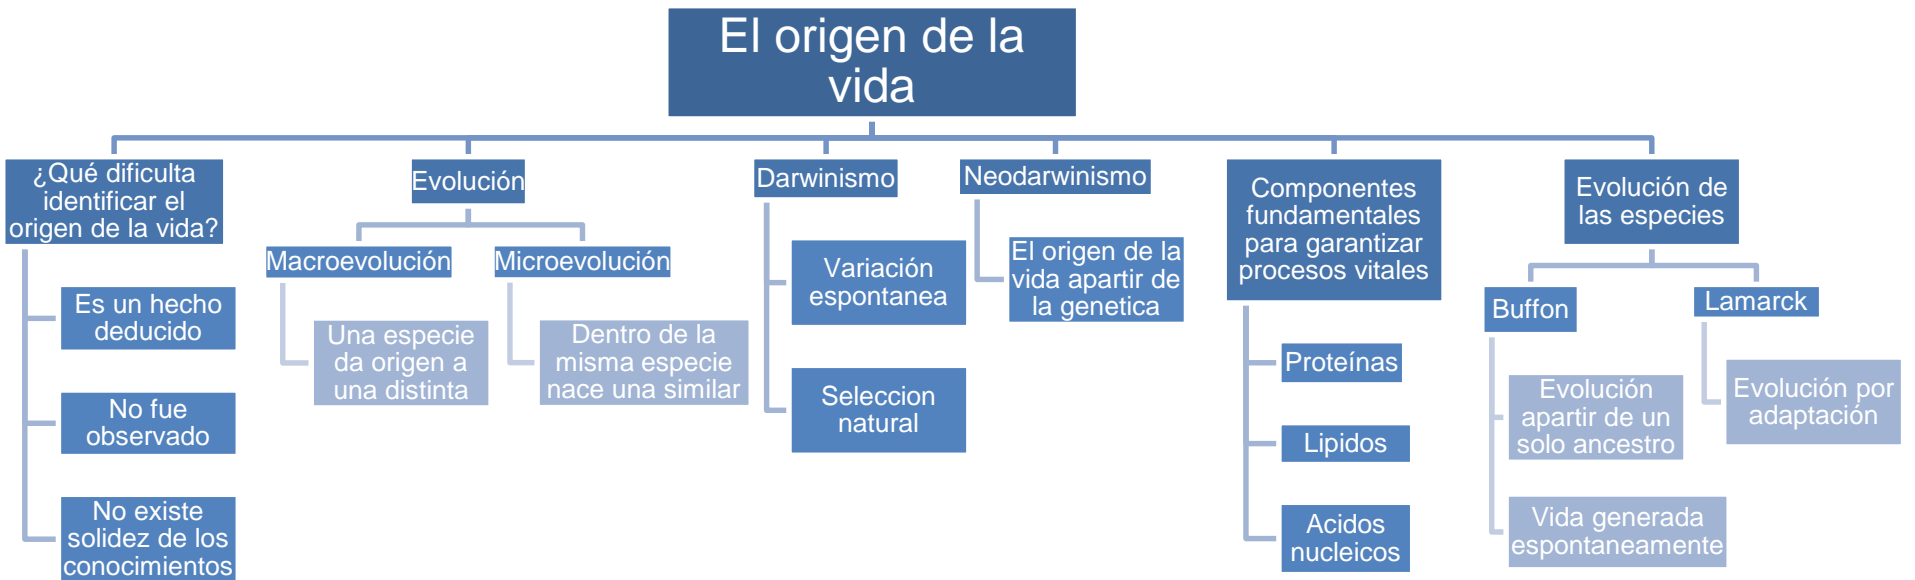 El origen de la
vida
¿Qué dificulta
identificar el
origen de la vida?
Es un hecho
deducido
No fue
observado
No existe
solidez de los
conocimientos
Evolución
Macroevolución
Una especie
da origen a
una distinta
Microevolución
Dentro de la
misma especie
nace una similar
Darwinismo
Variación
espontanea
Seleccion
natural
Neodarwinismo
El origen de la
vida apartir de
la genetica
Componentes
fundamentales
para garantizar
procesos vitales
Proteínas
Lipidos
Acidos
nucleicos
Evolución de
las especies
Buffon
Evolución
apartir de un
solo ancestro
Vida generada
espontaneamente
Lamarck
Evolución por
adaptación